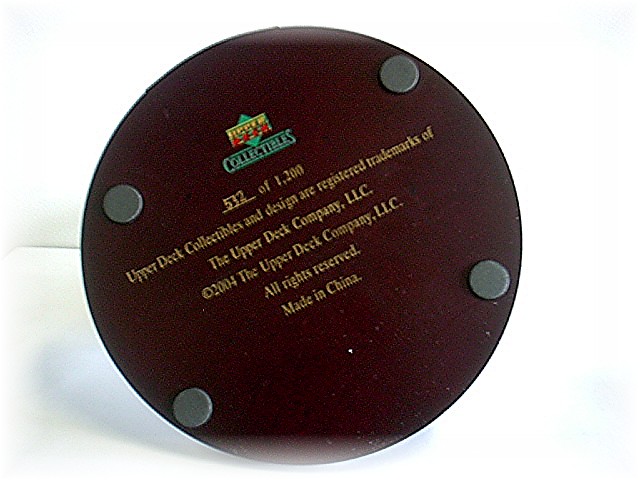 UPPER DECK
COLLECTIBLES
532 of 1,200
Upper Deck Collectibles and design are registered trademarks of
The Upper Deck Company, LLC.
©2004 The Upper Deck Company, LLC.
All rights reserved.
Made in China.